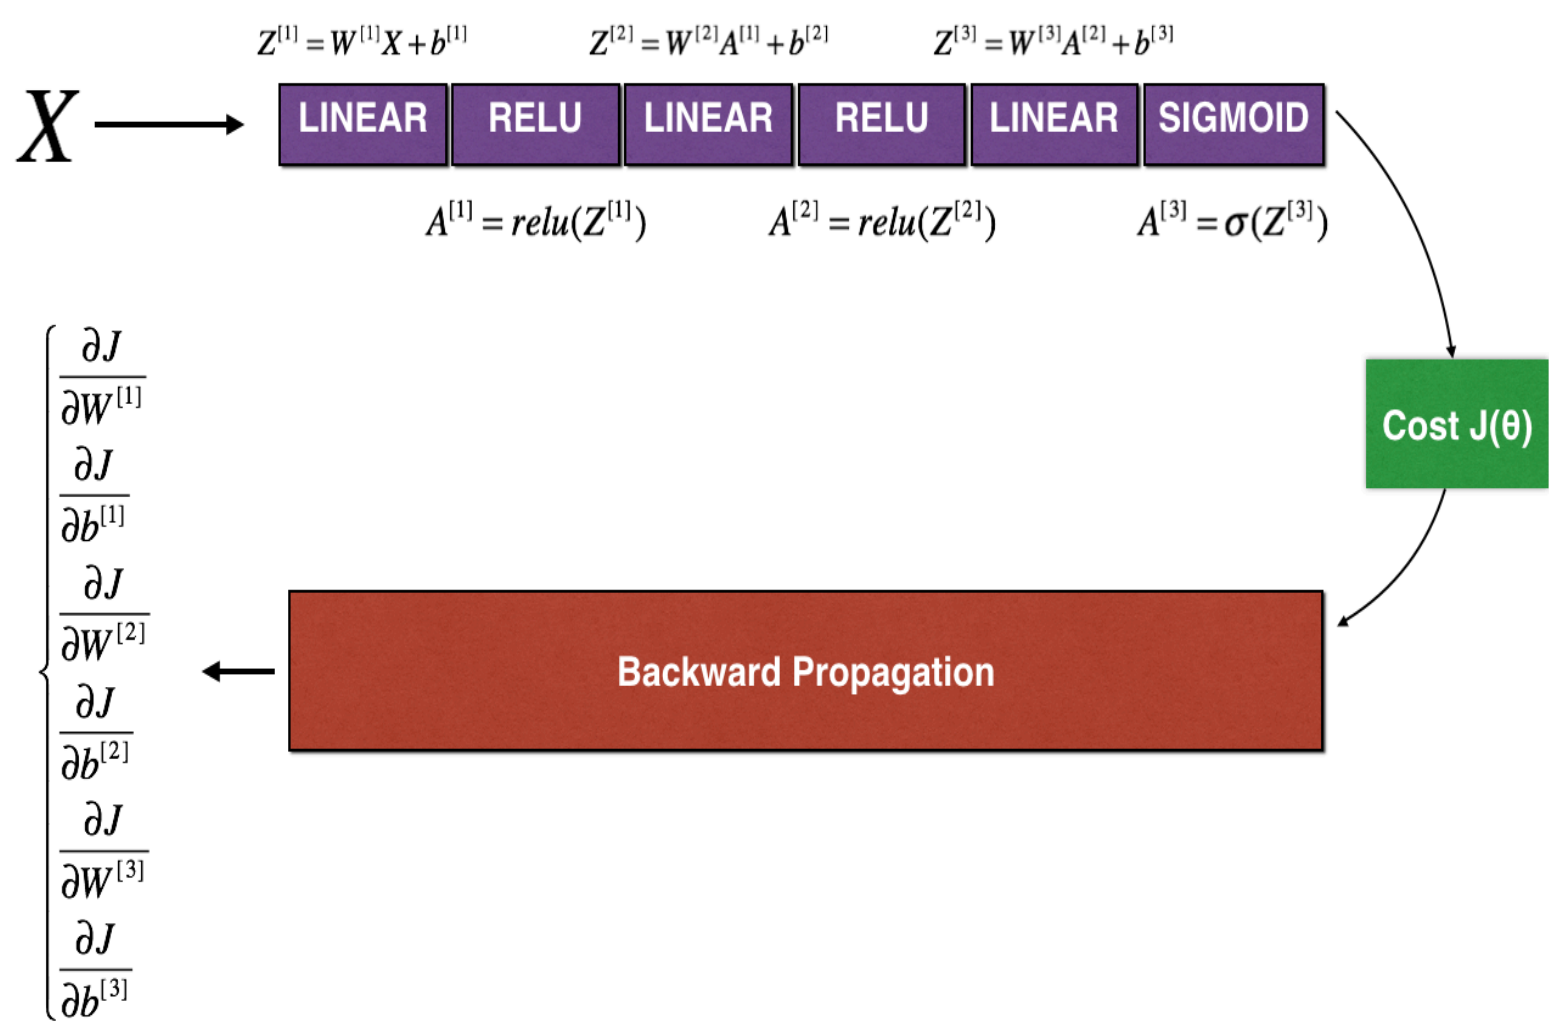 Z^[1] = W^[1]X + b^[1]
Z^[2] = W^[2]A^[1] + b^[2]
Z^[3] = W^[3]A^[2] + b^[3]
X
LINEAR
RELU
LINEAR
RELU
LINEAR
SIGMOID
A^[1] = relu(Z^[1])
A^[2] = relu(Z^[2])
A^[3] = σ(Z^[3])
Cost J(θ)
Backward Propagation
∂J
∂W^[1]
∂J
∂b^[1]
∂J
∂W^[2]
∂J
∂b^[2]
∂J
∂W^[3]
∂J
∂b^[3]